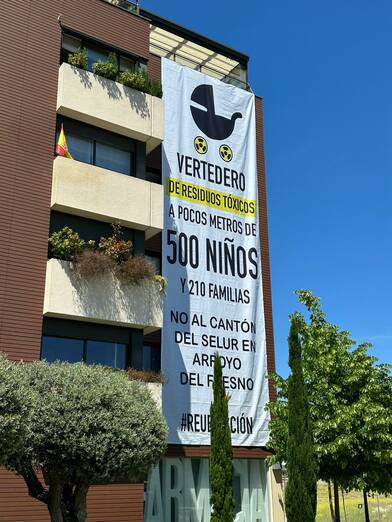 VERTEDERO
DE RESIDUOS TÓXICOS
A POCOS METROS DE
500 NIÑOS
Y 210 FAMILIAS
NO AL CANTÓN
DEL SELUR EN
ARROYO
DEL FRESNO